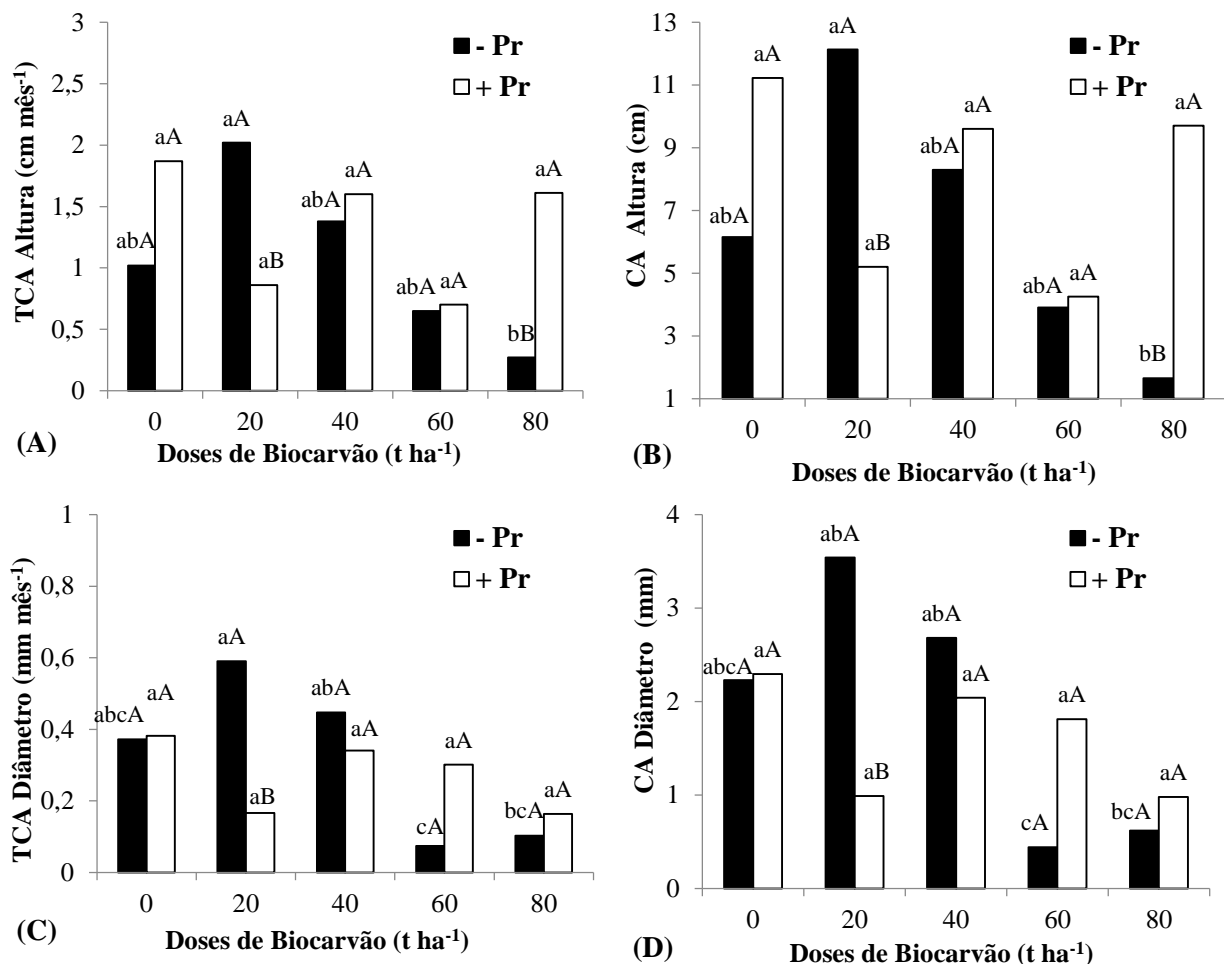 TCA Altura (cm mês-1)
3
2,5
2
1,5
1
0,5
0
- Pr
+ Pr
abA
aA
aA
aB
abA
aA
abA
aA
bB
aA
0
20
40
60
80
(A)
Doses de Biocarvão (t ha-1)
CA Altura (cm)
13
11
9
7
5
3
1
- Pr
+ Pr
abA
aA
aA
aB
abA
aA
abA
aA
bB
aA
0
20
40
60
80
(B)
Doses de Biocarvão (t ha-1)
TCA Diâmetro (mm mês-1)
1
0,8
0,6
0,4
0,2
0
- Pr
+ Pr
abcA
aA
aA
aB
abA
aA
cA
aA
bcA
aA
0
20
40
60
80
(C)
Doses de Biocarvão (t ha-1)
CA Diâmetro (mm)
4
3
2
1
0
- Pr
+ Pr
abcA
aA
abA
aB
abA
aA
cA
aA
bcA
aA
0
20
40
60
80
(D)
Doses de Biocarvão (t ha-1)